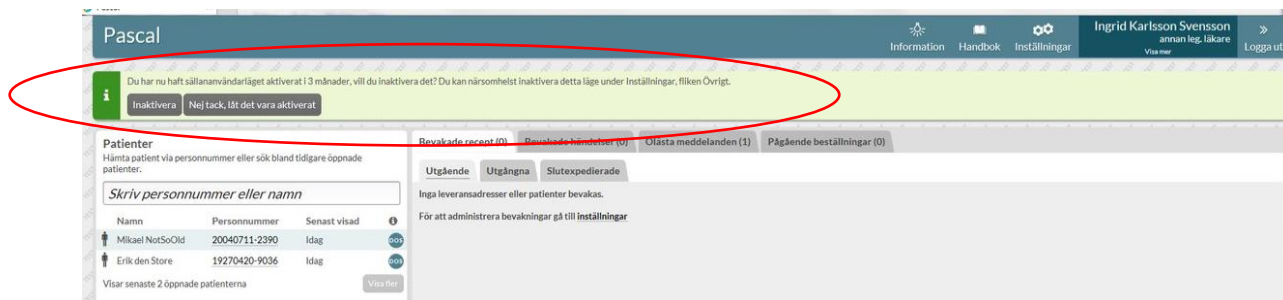 Pascal
Information
Handbok
Inställningar
Ingrid Karlsson Svensson
annan leg. läkare
Visa mer
Logga ut
Du har nu haft sällananvändarläget aktiverat i 3 månader, vill du inaktivera det? Du kan närsomhelst inaktivera detta läge under Inställningar, fliken Övrigt.
Inaktivera
Nej tack, låt det vara aktiverat
Patienter
Hämta patient via personnummer eller sök bland tidigare öppnade
patienter.
Skriv personnummer eller namn
Namn Personnummer Senast visad
Mikael NotSoOld 20040711-2390 Idag DOS
Erik den Store 19270420-9036 Idag DOS
Visar senaste 2 öppnade patienterna
Visa fler
Bevakade recept (0) Bevakade händelser (0) Olästa meddelanden (1) Pågående beställningar (0)
Utgående Utgångna Slutexpedierade
Inga leveransadresser eller patienter bevakas.
För att administrera bevakningar gå till inställningar